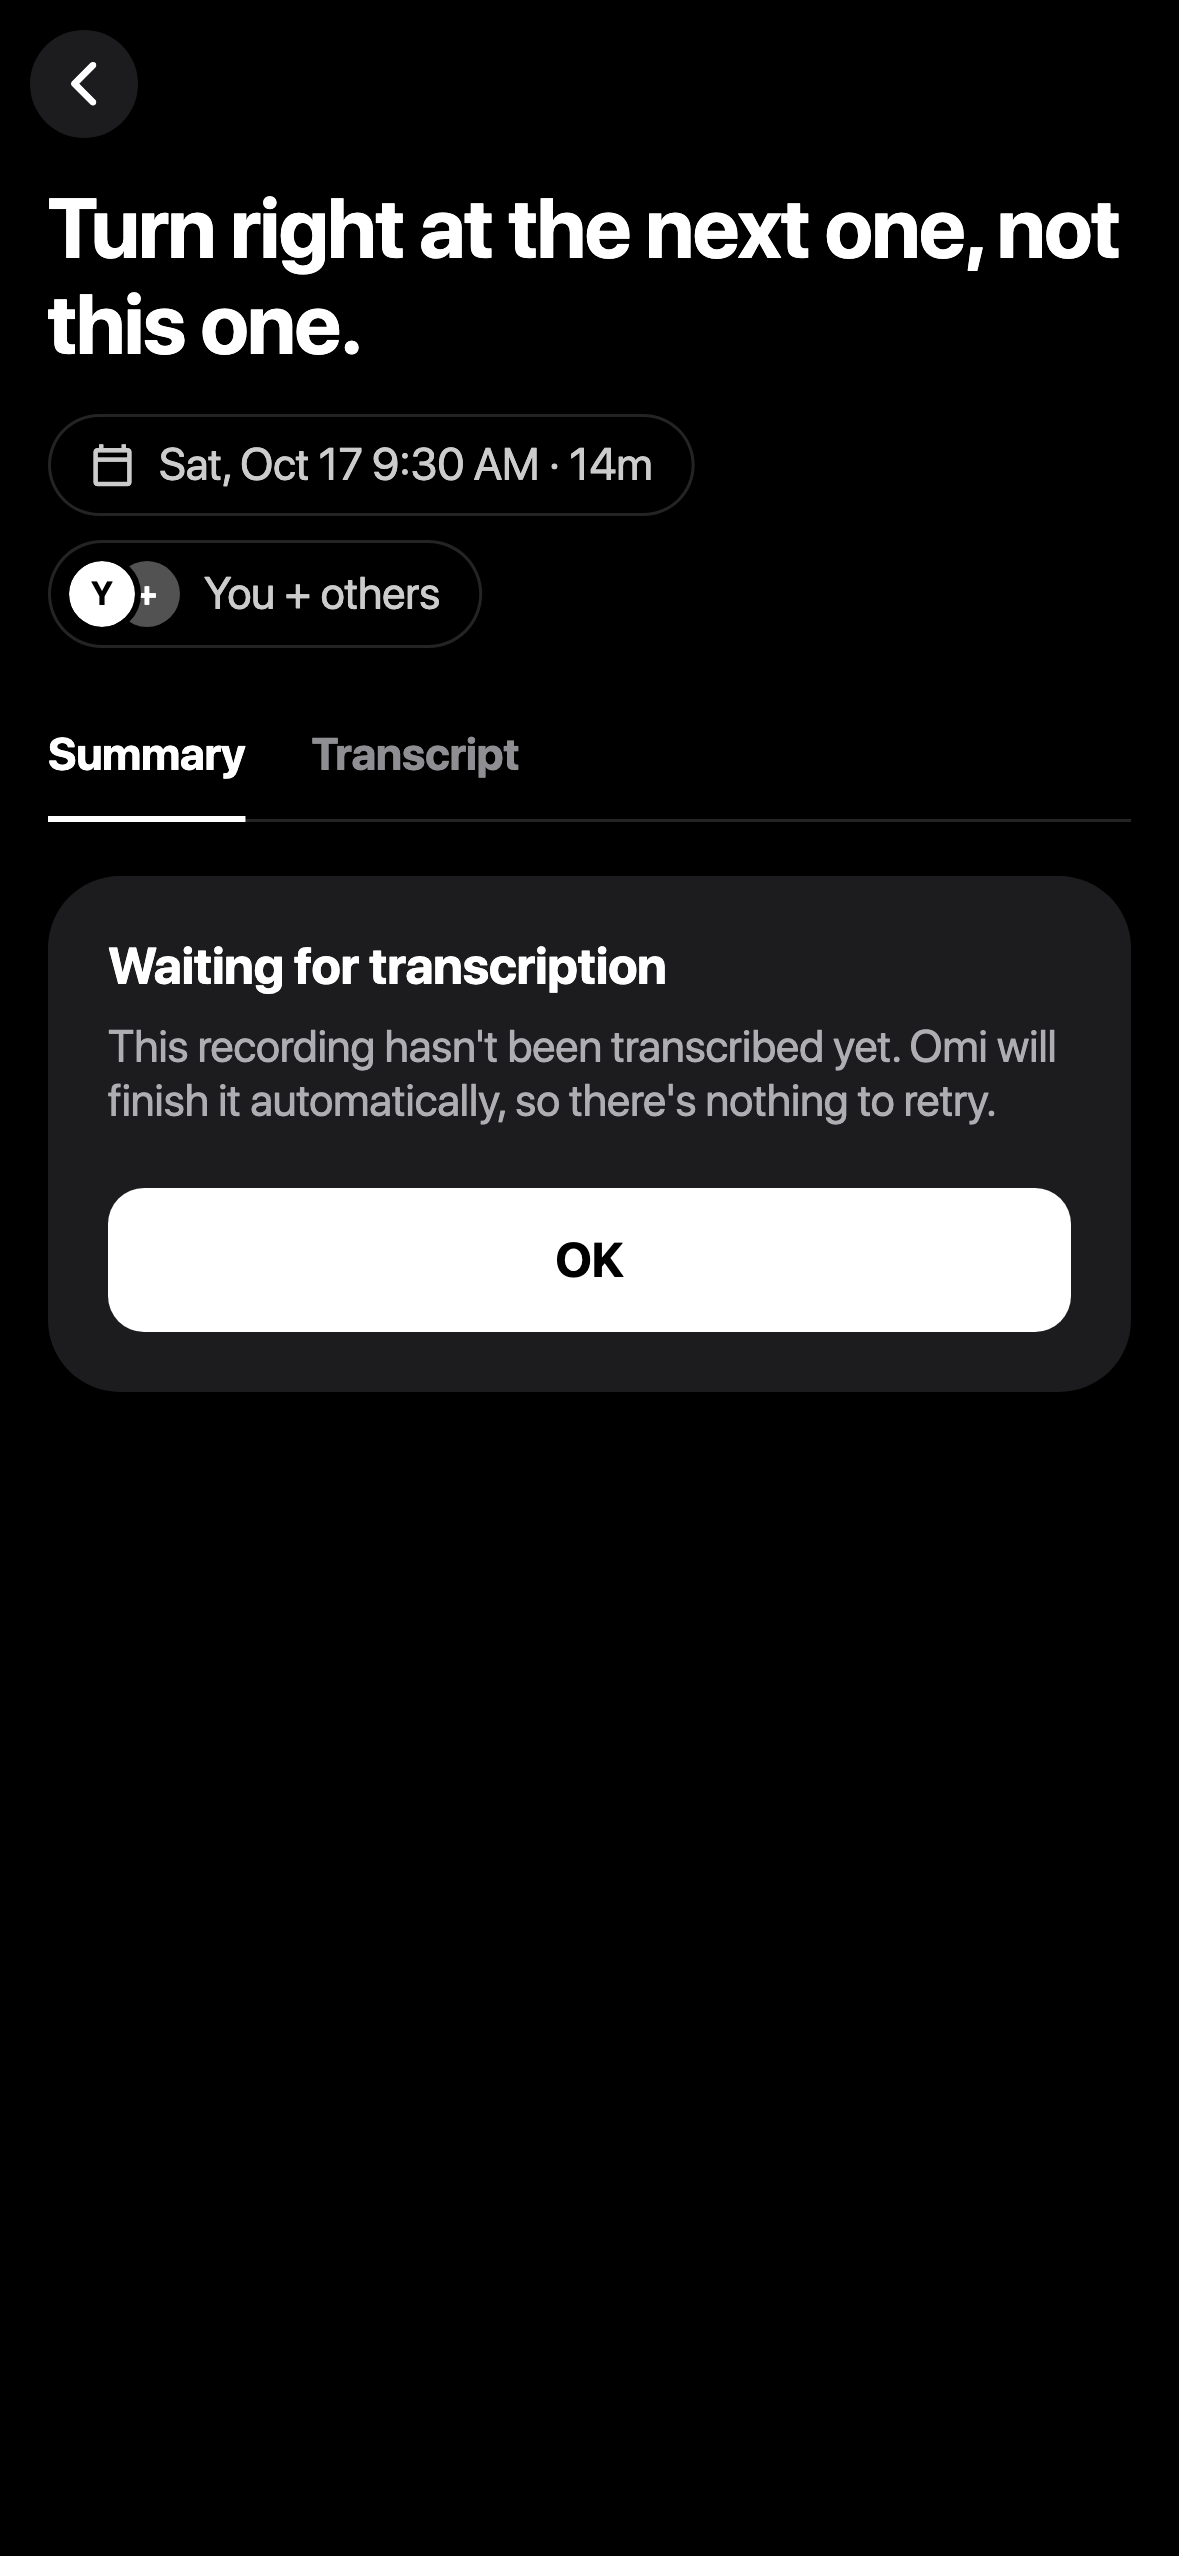 Turn right at the next one, not
this one.
Sat, Oct 17 9:30 AM · 14m
Y + You + others
Summary Transcript
Waiting for transcription
This recording hasn't been transcribed yet. Omi will
finish it automatically, so there's nothing to retry.
OK